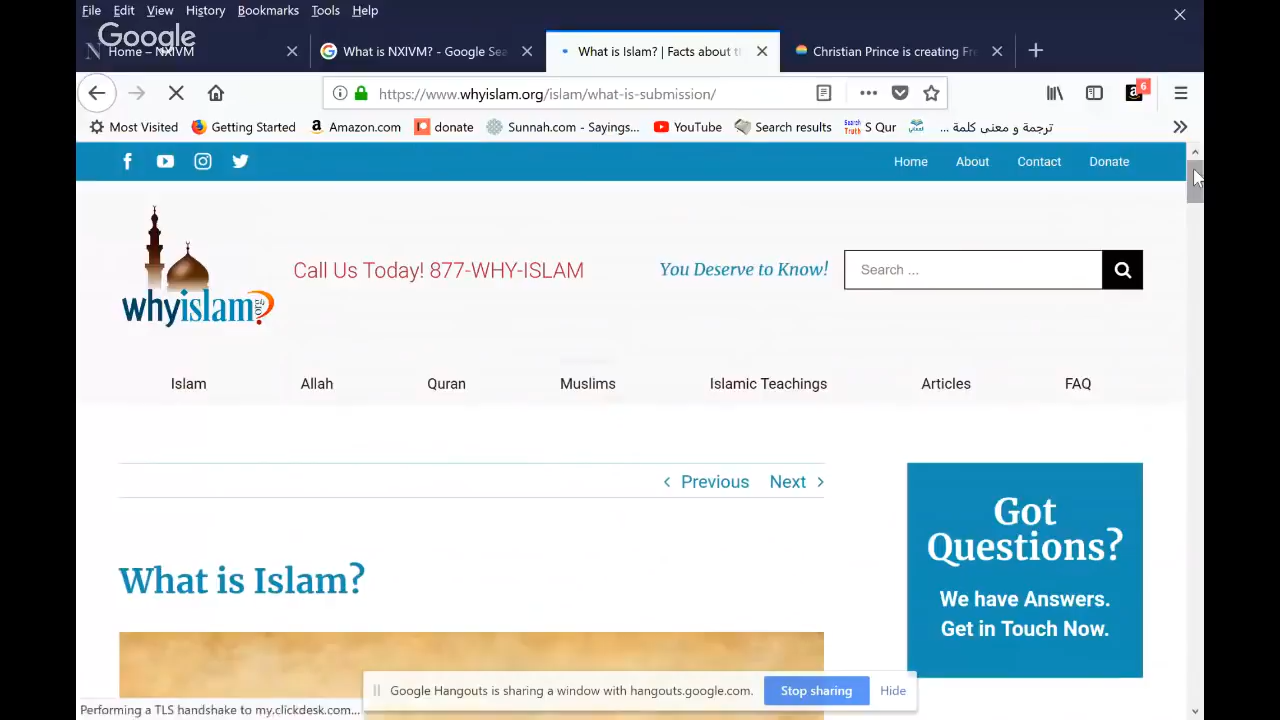 File Edit View History Bookmarks Tools Help
Google
N Home – NXIVM
What is NXIVM? - Google Sea
What is Islam? | Facts about t
Christian Prince is creating Fr
https://www.whyislam.org/islam/what-is-submission/
6
Most Visited Getting Started Amazon.com donate Sunnah.com - Sayings... YouTube Search results S Qur ترجمة و معنى كلمة ...
Home About Contact Donate
whyislam? org
Call Us Today! 877-WHY-ISLAM
You Deserve to Know!
Search ...
Islam Allah Quran Muslims Islamic Teachings Articles FAQ
Previous Next
What is Islam?
Got
Questions?
We have Answers.
Get in Touch Now.
Google Hangouts is sharing a window with hangouts.google.com. Stop sharing Hide
Performing a TLS handshake to my.clickdesk.com...